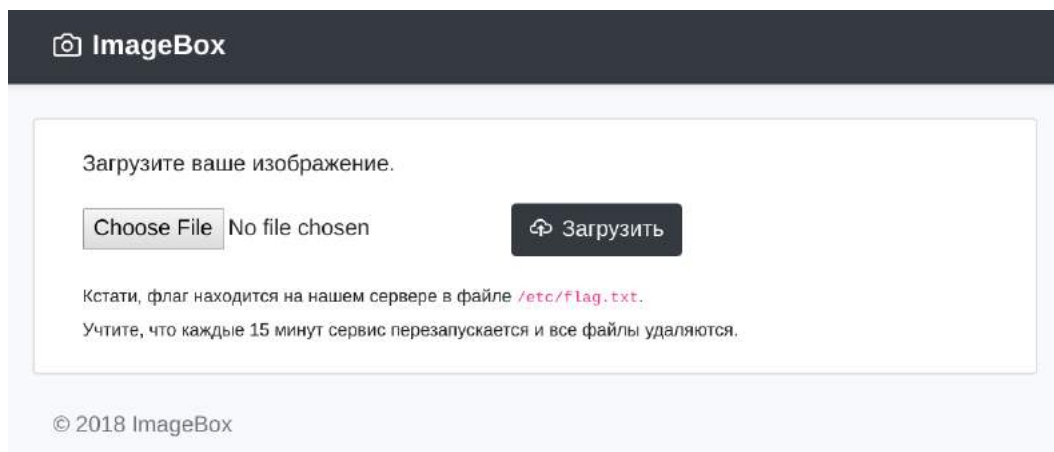 ImageBox
Загрузите ваше изображение.
Choose File No file chosen Загрузить
Кстати, флаг находится на нашем сервере в файле /etc/flag.txt.
Учтите, что каждые 15 минут сервис перезапускается и все файлы удаляются.
© 2018 ImageBox